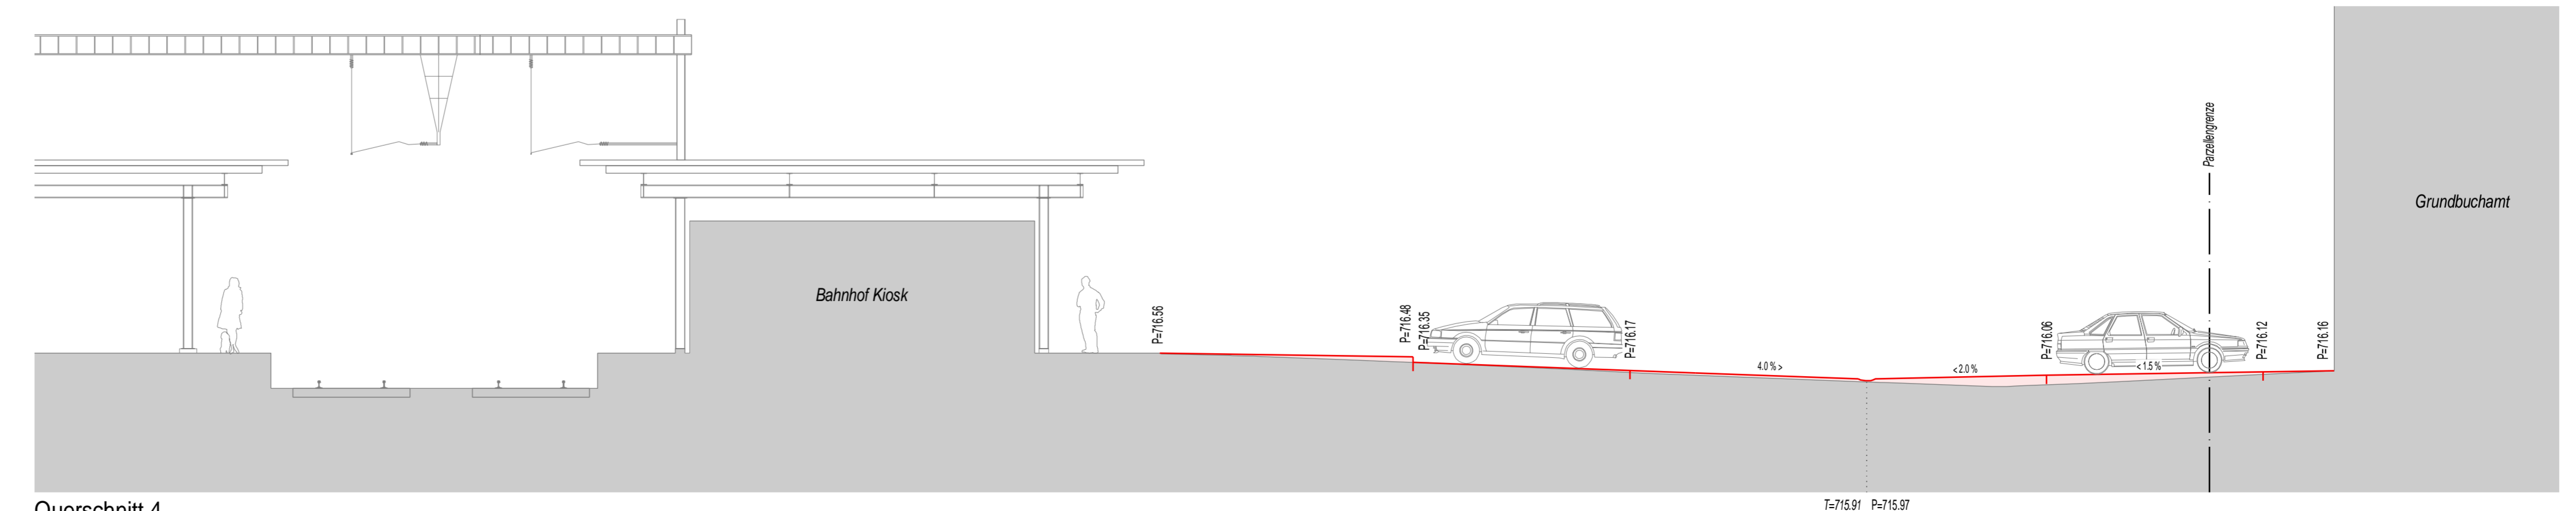 Parzellengrenze
Grundbuchamt
Bahnhof Kiosk
P=716.56
P=716.48
P=716.35
P=716.17
4.0 % >
< 2.0 %
P=716.06
< 1.5 %
P=716.12
P=716.16
T=715.91 P=715.97
Querschnitt 4